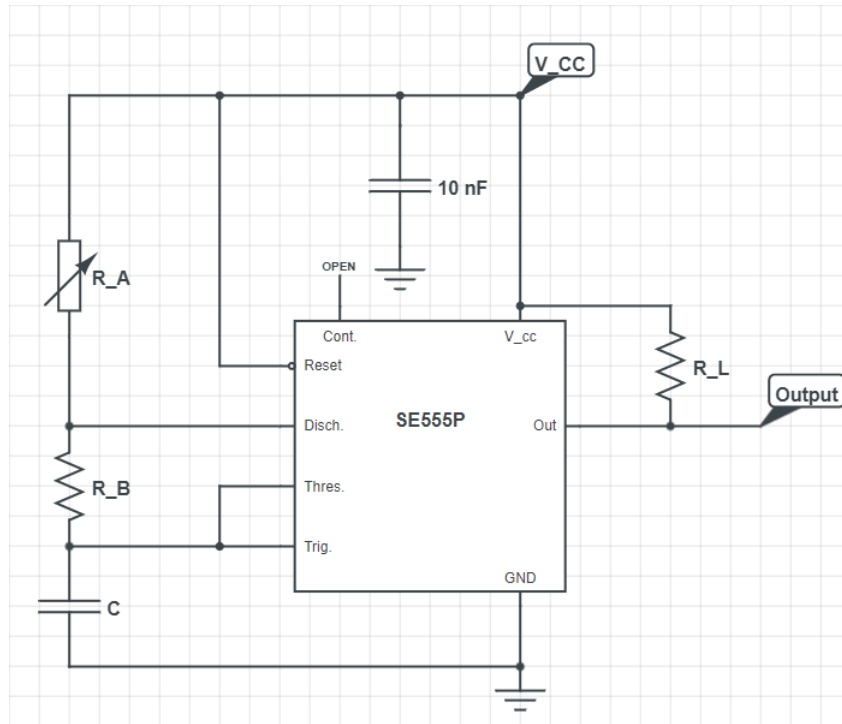 V_CC
10 nF
OPEN
R_A
Cont.
V_cc
Reset
R_L
Output
Disch.
SE555P
Out
R_B
Thres.
Trig.
GND
C